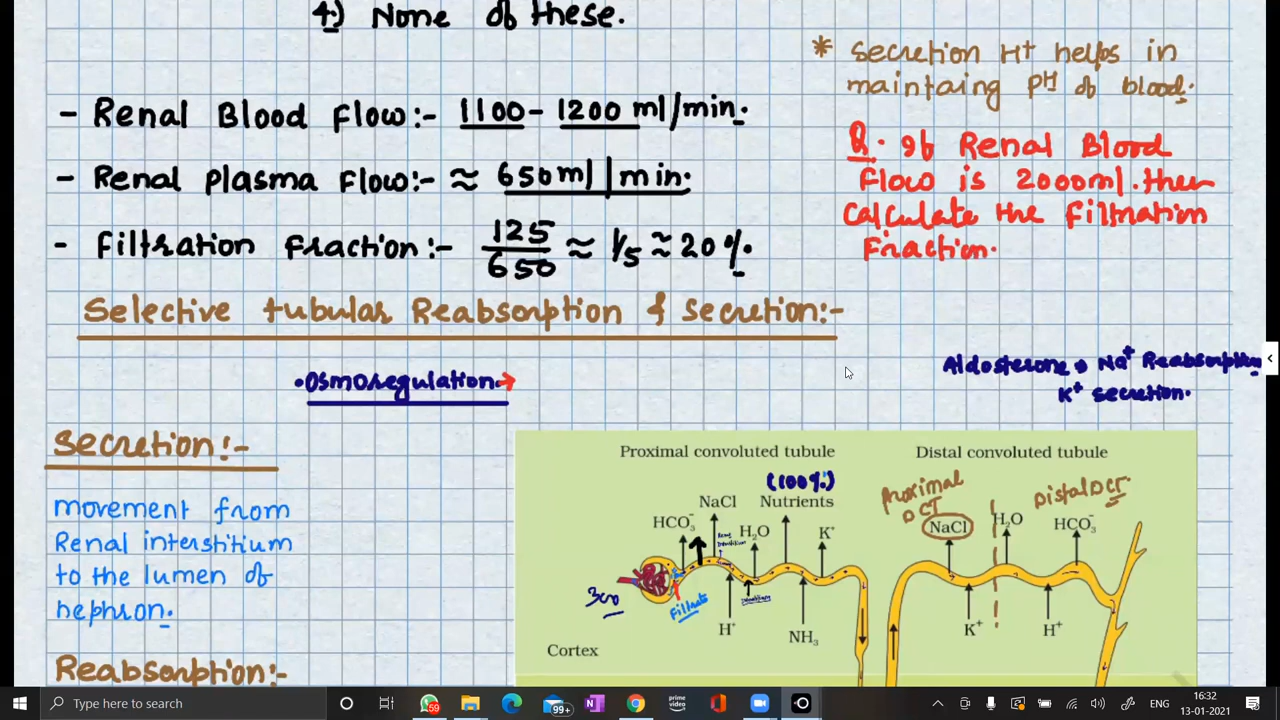 4.) None of these.
* Secretion H+ helps in
maintaing PH of blood.
- Renal Blood Flow:- 1100-1200 ml/min.
- Renal plasma Flow:- ≈ 650ml/min.
- Filtration Fraction:- 125/650 ≈ 1/5 ≈ 20%
Q. If Renal Blood
Flow is 2000ml. then
Calculate the Filtration
Fraction.
Selective tubular Reabsorption & Secretion:-
•Osmoregulation→
Aldosterone → Na+ Reabsorption
K+ secretion.
Secretion:-
movement from
Renal interstitium
to the lumen of
nephron.
Reabsorption:-
Proximal convoluted tubule
Distal convoluted tubule
(100%)
NaCl Nutrients
HCO3- H2O K+
Proximal
DCT
Distal DCT
NaCl H2O HCO3-
300
Filtrate
H+ NH3
K+ H+
Cortex
Type here to search
59
99+
ENG
16:32
13-01-2021